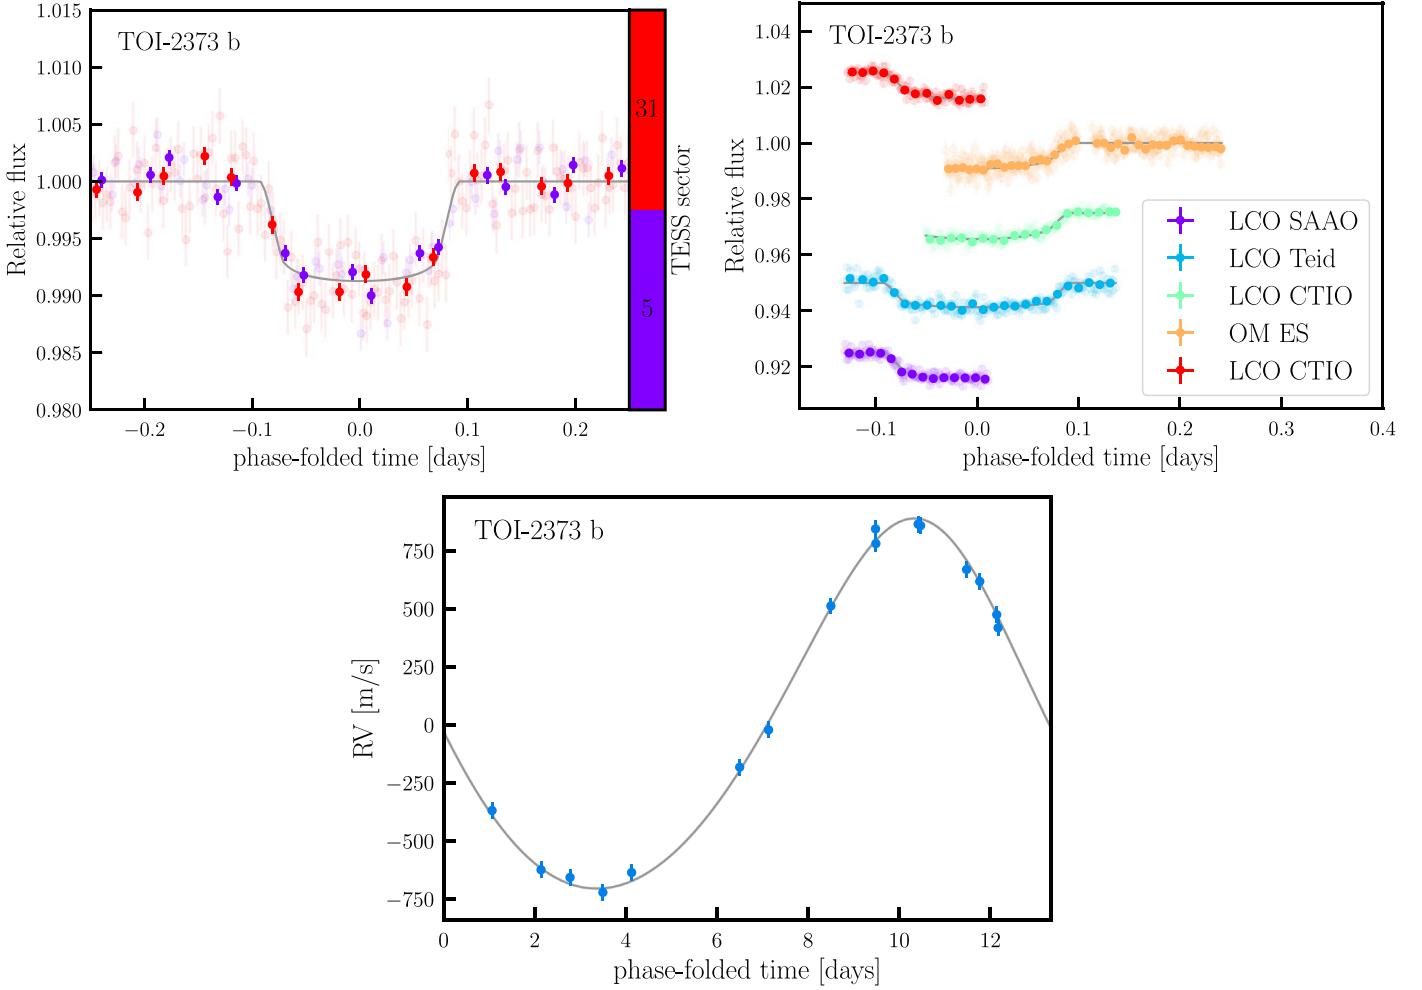 TOI-2373 b
1.015
1.010
1.005
1.000
0.995
0.990
0.985
0.980
Relative flux
−0.2
−0.1
0.0
0.1
0.2
phase-folded time [days]
31
5
TESS sector
TOI-2373 b
1.04
1.02
1.00
0.98
0.96
0.94
0.92
Relative flux
LCO SAAO
LCO Teid
LCO CTIO
OM ES
LCO CTIO
−0.1
0.0
0.1
0.2
0.3
0.4
phase-folded time [days]
TOI-2373 b
750
500
250
0
−250
−500
−750
RV [m/s]
0
2
4
6
8
10
12
phase-folded time [days]